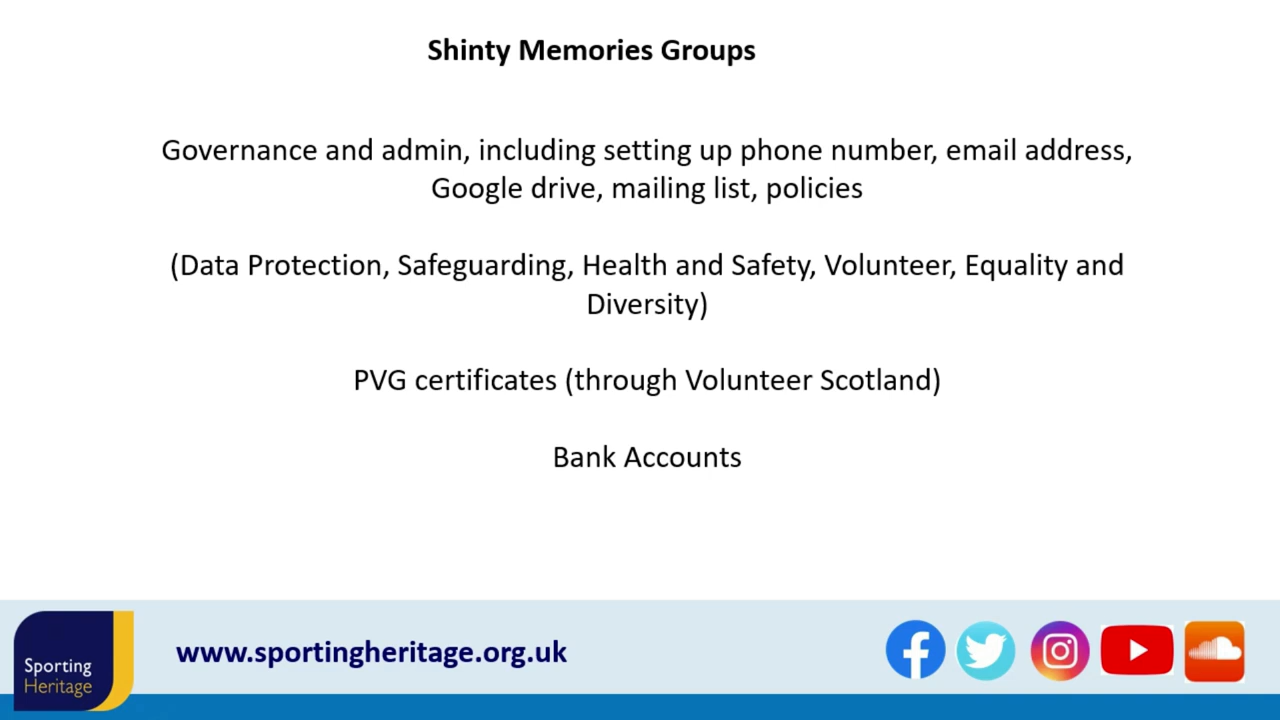 Shinty Memories Groups
Governance and admin, including setting up phone number, email address,
Google drive, mailing list, policies
(Data Protection, Safeguarding, Health and Safety, Volunteer, Equality and
Diversity)
PVG certificates (through Volunteer Scotland)
Bank Accounts
Sporting
Heritage
www.sportingheritage.org.uk